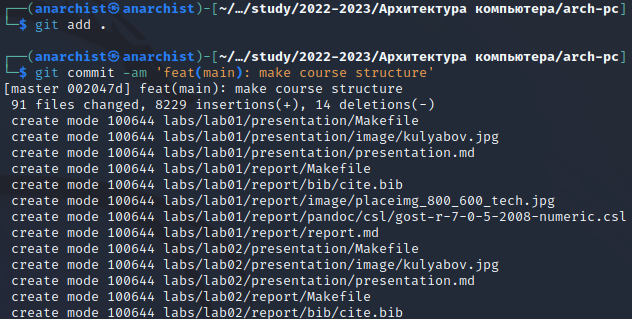 ┌──(anarchist㉿anarchist)-[~/…/study/2022-2023/Архитектура компьютера/arch-pc]
└─$ git add .
┌──(anarchist㉿anarchist)-[~/…/study/2022-2023/Архитектура компьютера/arch-pc]
└─$ git commit -am 'feat(main): make course structure'
[master 002047d] feat(main): make course structure
 91 files changed, 8229 insertions(+), 14 deletions(-)
 create mode 100644 labs/lab01/presentation/Makefile
 create mode 100644 labs/lab01/presentation/image/kulyabov.jpg
 create mode 100644 labs/lab01/presentation/presentation.md
 create mode 100644 labs/lab01/report/Makefile
 create mode 100644 labs/lab01/report/bib/cite.bib
 create mode 100644 labs/lab01/report/image/placeimg_800_600_tech.jpg
 create mode 100644 labs/lab01/report/pandoc/csl/gost-r-7-0-5-2008-numeric.csl
 create mode 100644 labs/lab01/report/report.md
 create mode 100644 labs/lab02/presentation/Makefile
 create mode 100644 labs/lab02/presentation/image/kulyabov.jpg
 create mode 100644 labs/lab02/presentation/presentation.md
 create mode 100644 labs/lab02/report/Makefile
 create mode 100644 labs/lab02/report/bib/cite.bib